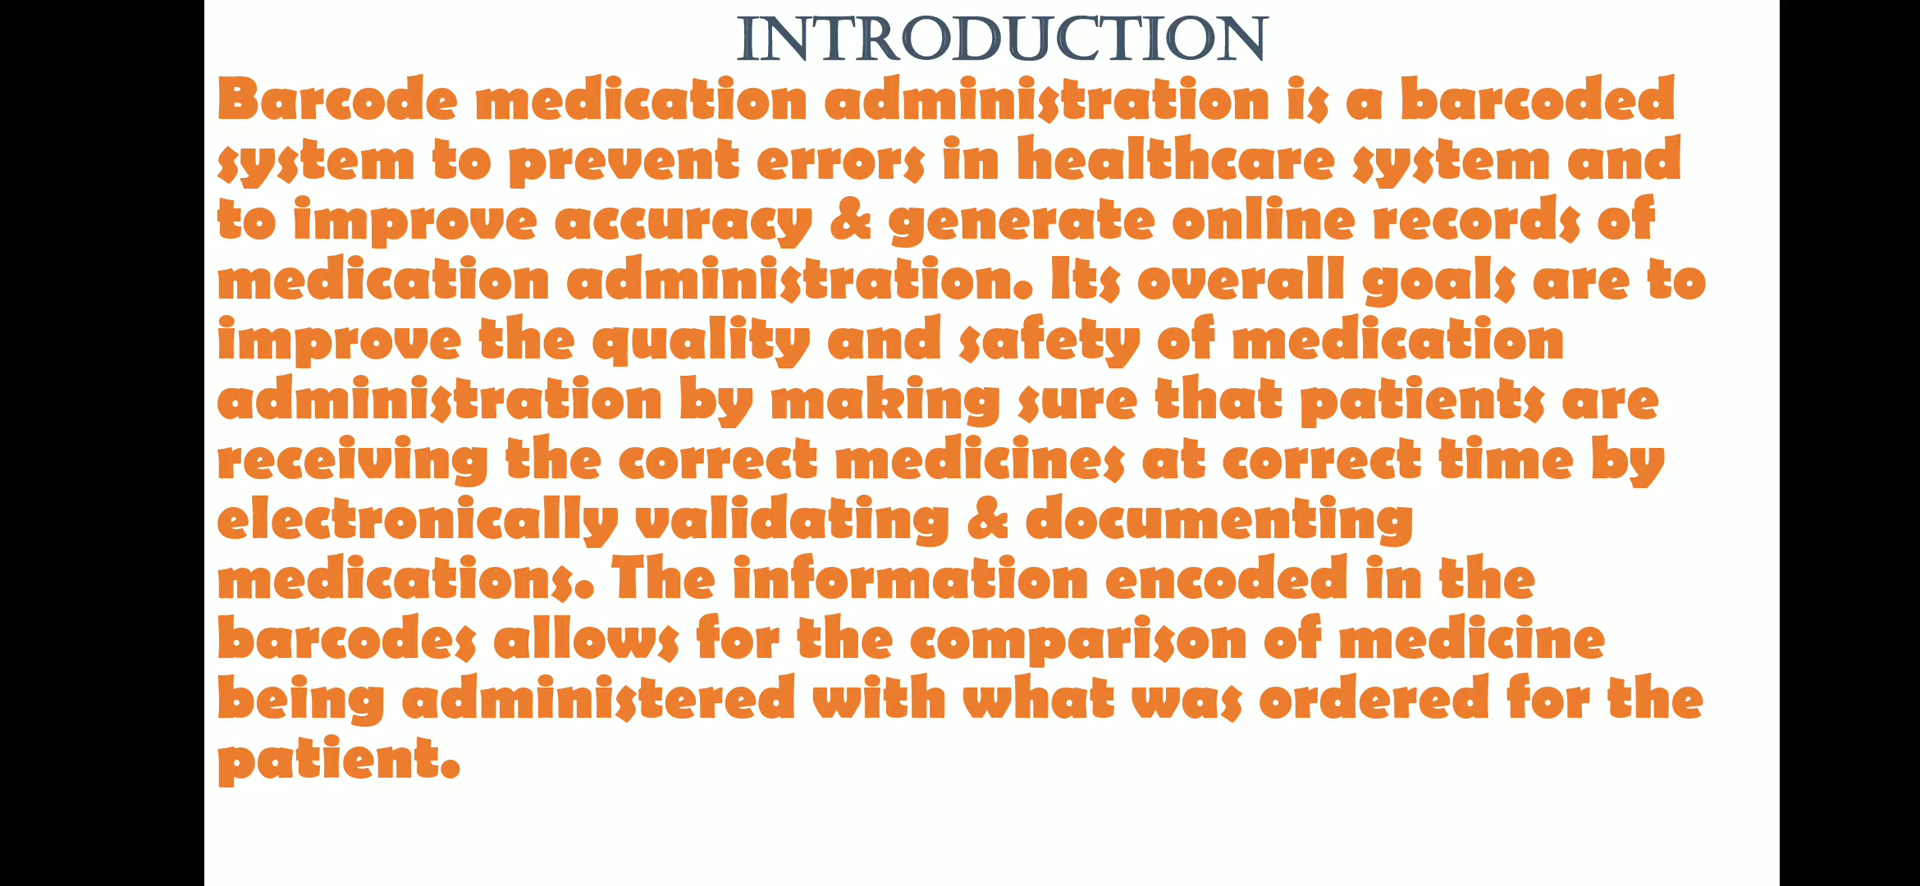 INTRODUCTION
Barcode medication administration is a barcoded
system to prevent errors in healthcare system and
to improve accuracy & generate online records of
medication administration. Its overall goals are to
improve the quality and safety of medication
administration by making sure that patients are
receiving the correct medicines at correct time by
electronically validating & documenting
medications. The information encoded in the
barcodes allows for the comparison of medicine
being administered with what was ordered for the
patient.